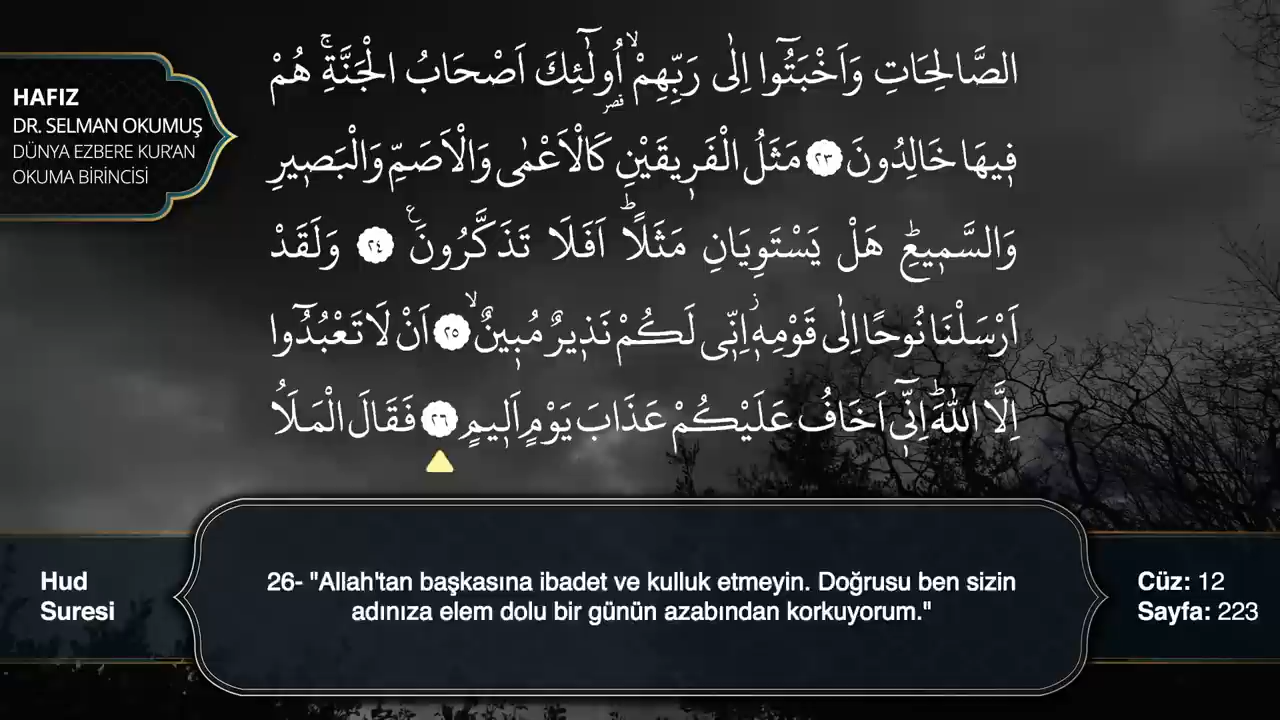 الصَّالِحَاتِ وَاَخْبَتُٓوا اِلٰى رَبِّهِمْۙ اُو۬لٰٓئِكَ اَصْحَابُ الْجَنَّةِۚ هُمْ
قصر
ف۪يهَا خَالِدُونَ ٢٣ مَثَلُ الْفَر۪يقَيْنِ كَالْاَعْمٰى وَالْاَصَمِّ وَالْبَص۪يرِ
وَالسَّم۪يعِۜ هَلْ يَسْتَوِيَانِ مَثَلًاۜ اَفَلَا تَذَكَّرُونَ۟ ٢٤ وَلَقَدْ
اَرْسَلْنَا نُوحًا اِلٰى قَوْمِه۪ۘ اِنّ۪ى لَكُمْ نَذ۪يرٌ مُب۪ينٌۙ ٢٥ اَنْ لَا تَعْبُدُٓوا
اِلَّا اللّٰهَۜ اِنّ۪ٓى اَخَافُ عَلَيْكُمْ عَذَابَ يَوْمٍ اَل۪يمٍ ٢٦ فَقَالَ الْمَلَاُ
HAFIZ
DR. SELMAN OKUMUŞ
DÜNYA EZBERE KUR'AN
OKUMA BİRİNCİSİ
Hud
Suresi
26- "Allah'tan başkasına ibadet ve kulluk etmeyin. Doğrusu ben sizin
adınıza elem dolu bir günün azabından korkuyorum."
Cüz: 12
Sayfa: 223